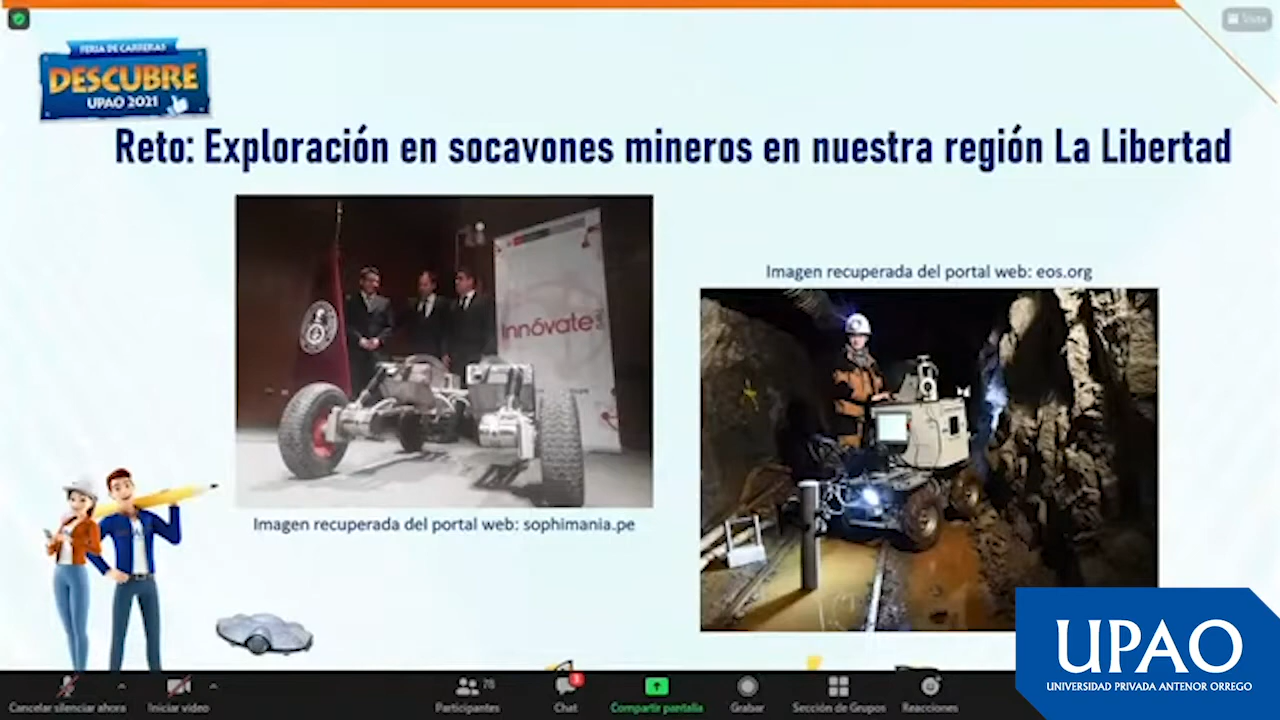 FERIA DE CARRERAS
DESCUBRE
UPAO 2021
Reto: Exploración en socavones mineros en nuestra región La Libertad
Imagen recuperada del portal web: eos.org
Innóvate
Imagen recuperada del portal web: sophimania.pe
UPAO
UNIVERSIDAD PRIVADA ANTENOR ORREGO
Cancelar silenciar ahora
Iniciar video
Participantes
78
Chat
3
Compartir pantalla
Grabar
Sección de Grupos
Reacciones